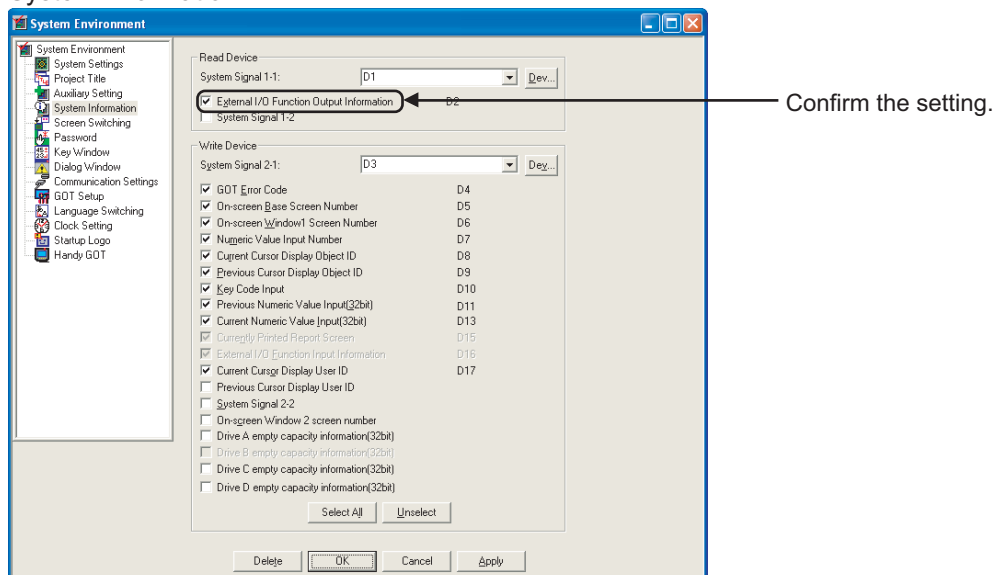 System Environment
System Environment
System Settings
Project Title
Auxiliary Setting
System Information
Screen Switching
Password
Key Window
Dialog Window
Communication Settings
GOT Setup
Language Switching
Clock Setting
Startup Logo
Handy GOT
Read Device
System Signal 1-1: D1 Dev...
External I/O Function Output Information D2
System Signal 1-2
Confirm the setting.
Write Device
System Signal 2-1: D3 Dev...
GOT Error Code D4
On-screen Base Screen Number D5
On-screen Window1 Screen Number D6
Numeric Value Input Number D7
Current Cursor Display Object ID D8
Previous Cursor Display Object ID D9
Key Code Input D10
Previous Numeric Value Input(32bit) D11
Current Numeric Value Input(32bit) D13
Currently Printed Report Screen D15
External I/O Function Input Information D16
Current Cursor Display User ID D17
Previous Cursor Display User ID
System Signal 2-2
On-screen Window 2 screen number
Drive A empty capacity information(32bit)
Drive B empty capacity information(32bit)
Drive C empty capacity information(32bit)
Drive D empty capacity information(32bit)
Select All Unselect
Delete OK Cancel Apply